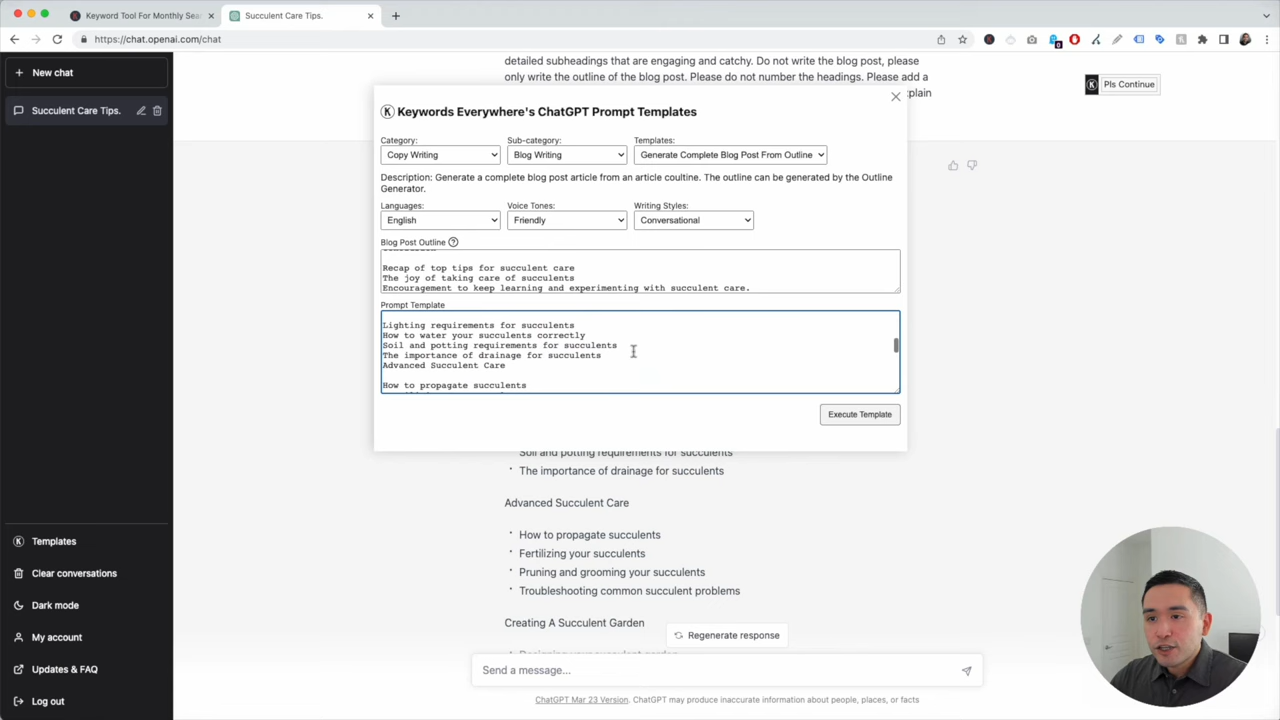 Keyword Tool For Monthly Sea
Succulent Care Tips.
https://chat.openai.com/chat
New chat
Succulent Care Tips.
detailed subheadings that are engaging and catchy. Do not write the blog post, please
only write the outline of the blog post. Please do not number the headings. Please add a
xplain
Pls Continue
Keywords Everywhere's ChatGPT Prompt Templates
Category: Sub-category: Templates:
Copy Writing Blog Writing Generate Complete Blog Post From Outline
Description: Generate a complete blog post article from an article coultine. The outline can be generated by the Outline
Generator.
Languages: Voice Tones: Writing Styles:
English Friendly Conversational
Blog Post Outline
Recap of top tips for succulent care
The joy of taking care of succulents
Encouragement to keep learning and experimenting with succulent care.
Prompt Template
Lighting requirements for succulents
How to water your succulents correctly
Soil and potting requirements for succulents
The importance of drainage for succulents
Advanced Succulent Care
How to propagate succulents
Execute Template
Soil and potting requirements for succulents
The importance of drainage for succulents
Advanced Succulent Care
How to propagate succulents
Fertilizing your succulents
Pruning and grooming your succulents
Troubleshooting common succulent problems
Creating A Succulent Garden
Regenerate response
Send a message...
ChatGPT Mar 23 Version. ChatGPT may produce inaccurate information about people, places, or facts
Templates
Clear conversations
Dark mode
My account
Updates & FAQ
Log out